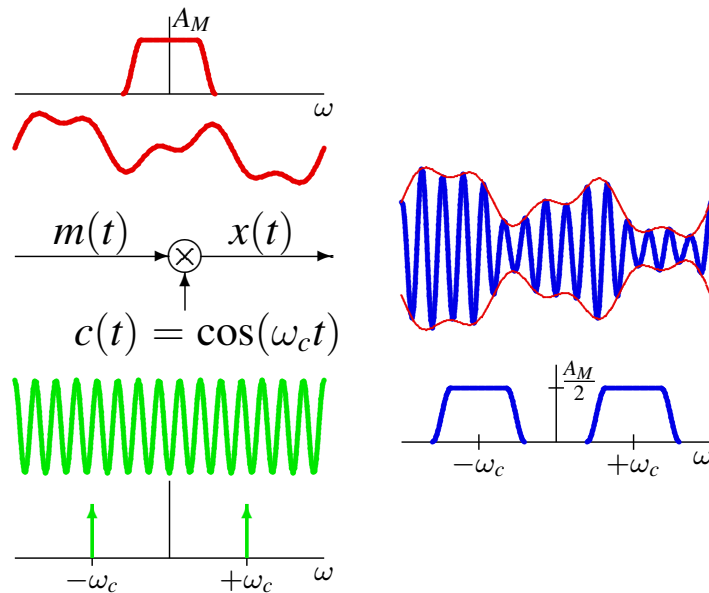 A_M
ω
m(t) x(t)
×
c(t) = cos(ω_c t)
−ω_c +ω_c ω
A_M/2
−ω_c +ω_c ω